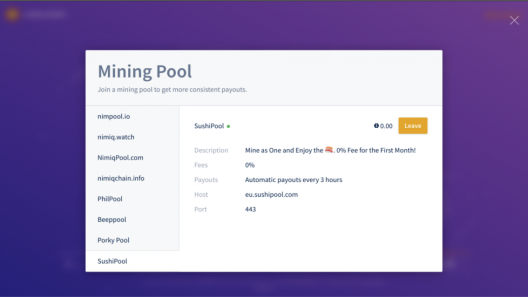 Mining Pool
Join a mining pool to get more consistent payouts.
nimpool.io
nimiq.watch
NimiqPool.com
nimiqchain.info
PhilPool
Beeppool
Porky Pool
SushiPool
SushiPool
0.00
Leave
Description Mine as One and Enjoy the 🍣. 0% Fee for the First Month!
Fees 0%
Payouts Automatic payouts every 3 hours
Host eu.sushipool.com
Port 443